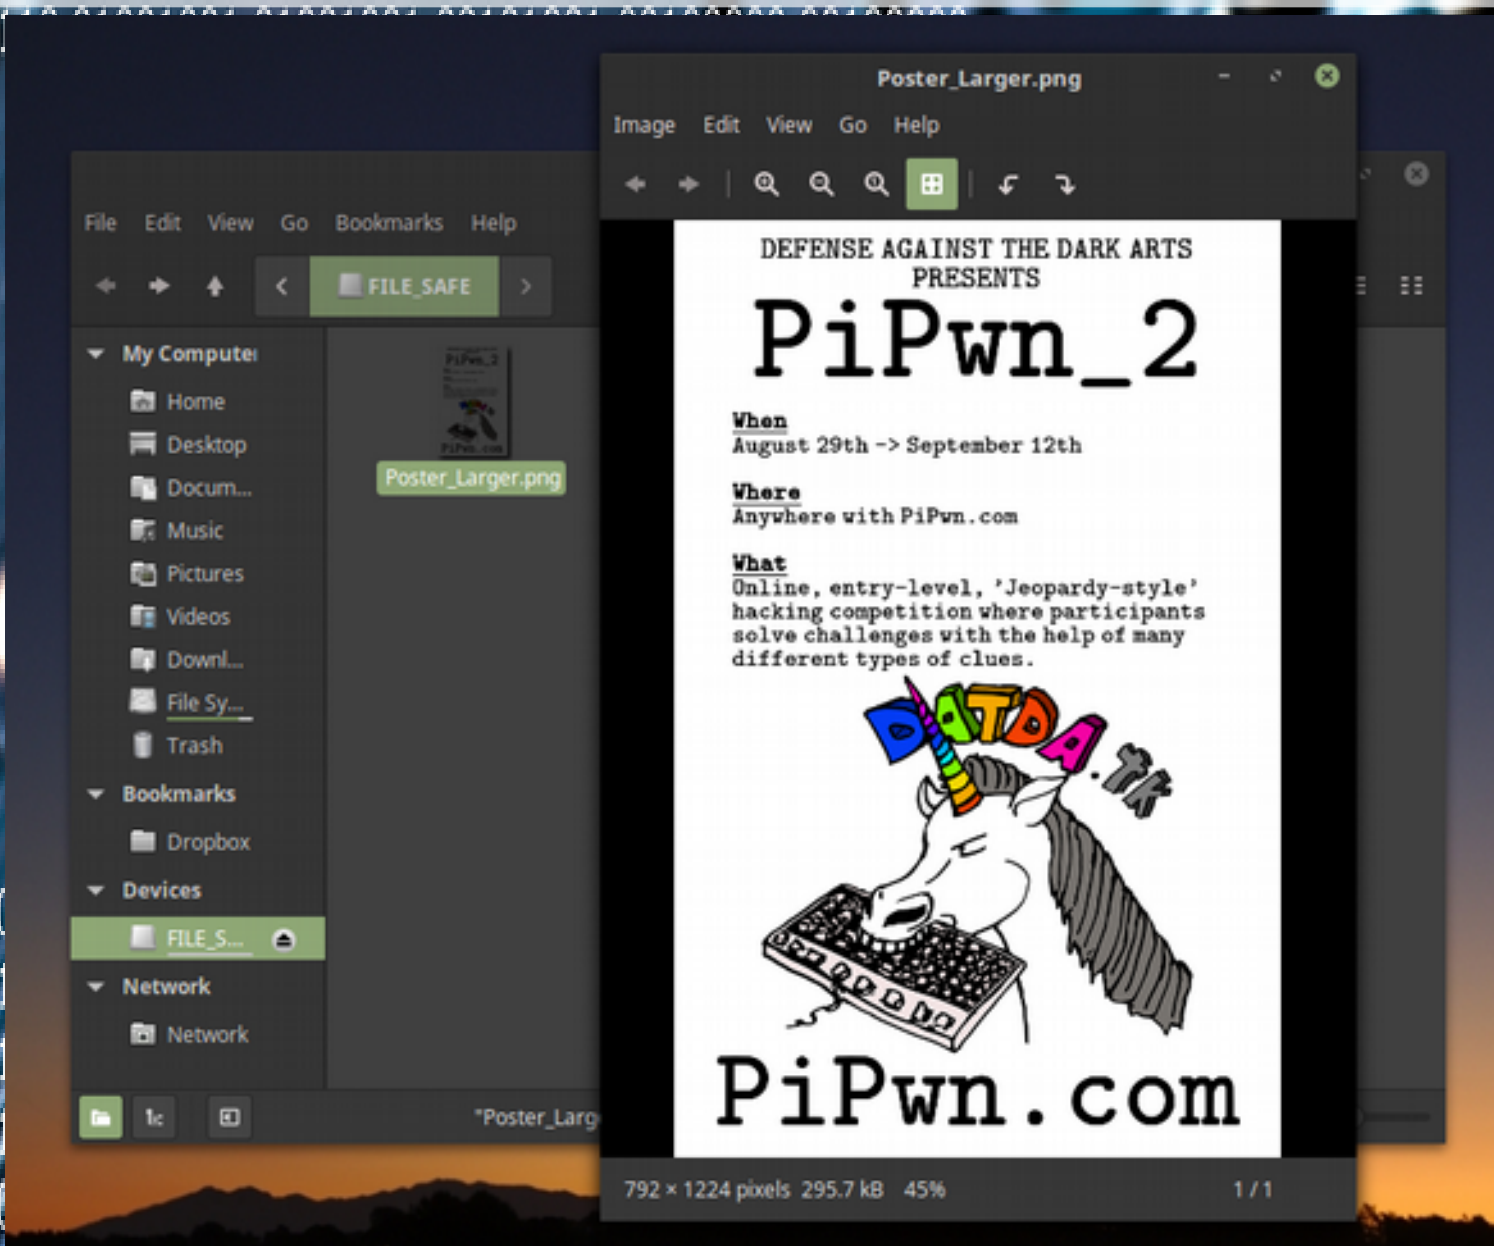 Poster_Larger.png
Image Edit View Go Help
File Edit View Go Bookmarks Help
FILE_SAFE
My Computer
Home
Desktop
Docum...
Music
Pictures
Videos
Downl...
File Sy...
Trash
Bookmarks
Dropbox
Devices
FILE_S...
Network
Network
PiPwn_2
PiPwn.com
Poster_Larger.png
"Poster_Larg
DEFENSE AGAINST THE DARK ARTS
PRESENTS
PiPwn_2
When
August 29th -> September 12th
Where
Anywhere with PiPwn.com
What
Online, entry-level, 'Jeopardy-style'
hacking competition where participants
solve challenges with the help of many
different types of clues.
DATDA.TK
PiPwn.com
792 × 1224 pixels 295.7 kB 45%
1 / 1